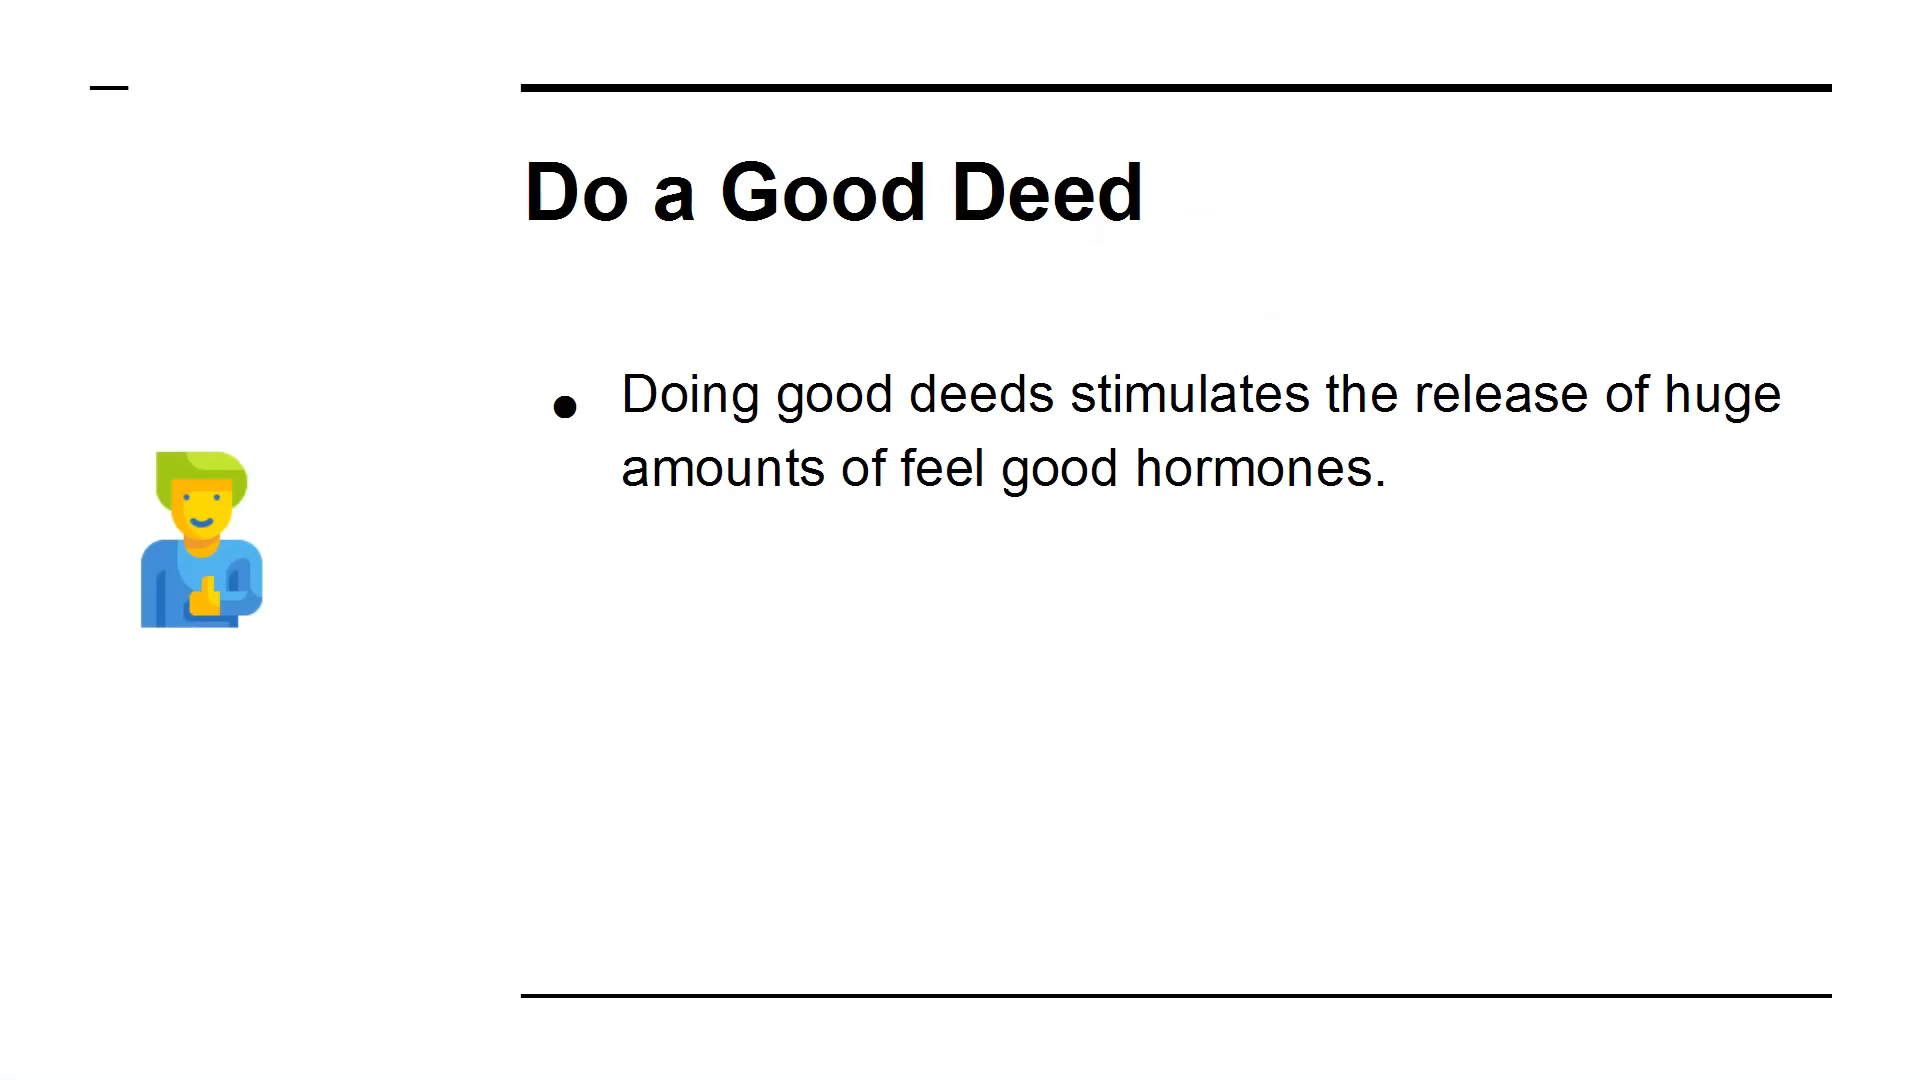 Do a Good Deed
● Doing good deeds stimulates the release of huge
amounts of feel good hormones.